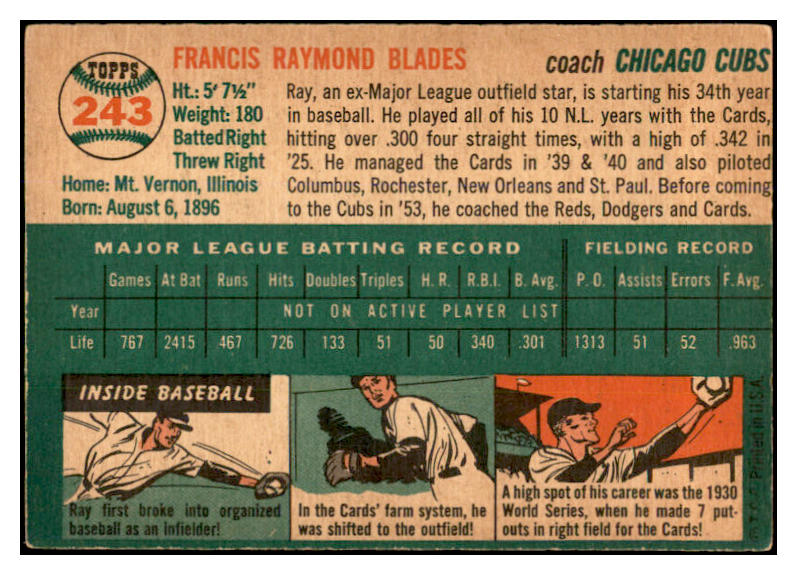 TOPPS
243
FRANCIS RAYMOND BLADES
coach CHICAGO CUBS
Ht.: 5' 7½"
Weight: 180
Batted Right
Threw Right
Home: Mt. Vernon, Illinois
Born: August 6, 1896
Ray, an ex-Major League outfield star, is starting his 34th year
in baseball. He played all of his 10 N.L. years with the Cards,
hitting over .300 four straight times, with a high of .342 in
'25. He managed the Cards in '39 & '40 and also piloted
Columbus, Rochester, New Orleans and St. Paul. Before coming
to the Cubs in '53, he coached the Reds, Dodgers and Cards.
MAJOR LEAGUE BATTING RECORD FIELDING RECORD
Games At Bat Runs Hits Doubles Triples H. R. R.B.I. B. Avg. P. O. Assists Errors F. Avg.
Year NOT ON ACTIVE PLAYER LIST
Life 767 2415 467 726 133 51 50 340 .301 1313 51 52 .963
INSIDE BASEBALL
Ray first broke into organized
baseball as an infielder!
In the Cards' farm system, he
was shifted to the outfield!
A high spot of his career was the 1930
World Series, when he made 7 put-
outs in right field for the Cards!
© T.C.G. Printed in U.S.A.